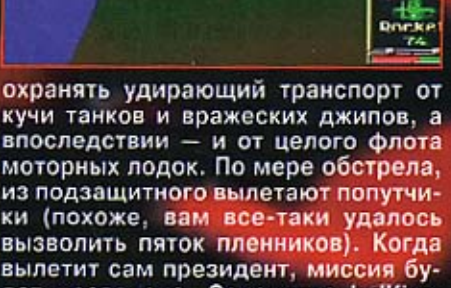 Rocket
74
охранять удирающий транспорт от
кучи танков и вражеских джипов, а
впоследствии — и от целого флота
моторных лодок. По мере обстрела,
из подзащитного вылетают попутчи-
ки (похоже, вам все-таки удалось
вызволить пяток пленников). Когда
вылетит сам президент, миссия бу-